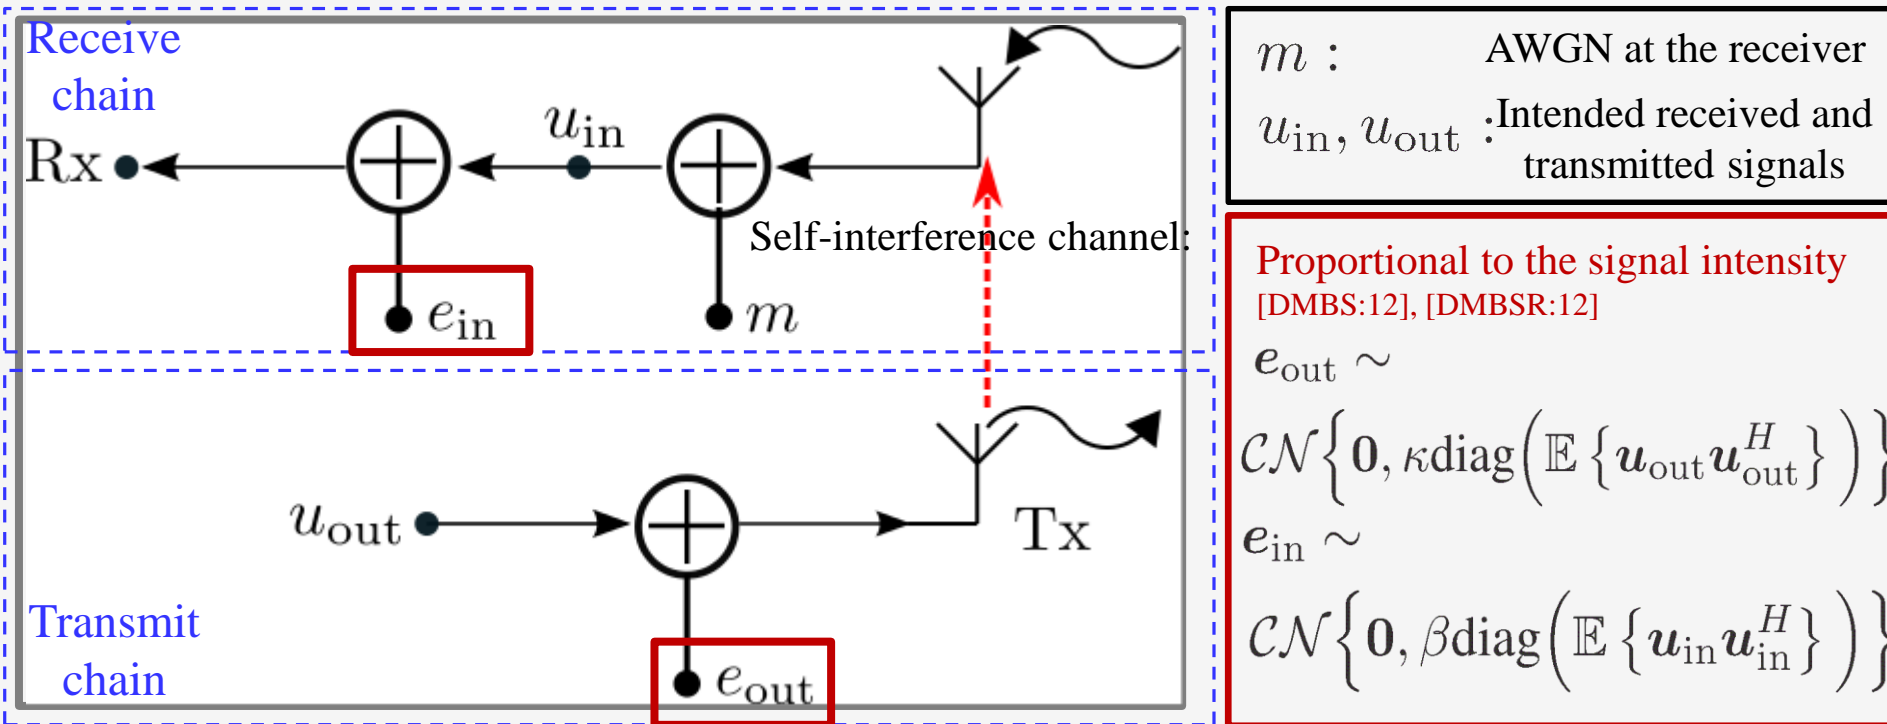 Receive
chain
Rx
u_in
e_in
m
Self-interference channel:
u_out
Tx
e_out
Transmit
chain
m : AWGN at the receiver
u_in, u_out : Intended received and
transmitted signals
Proportional to the signal intensity
[DMBS:12], [DMBSR:12]
e_out ∼
𝒞𝒩{0, κdiag(𝔼{u_out u_out^H})}
e_in ∼
𝒞𝒩{0, βdiag(𝔼{u_in u_in^H})}